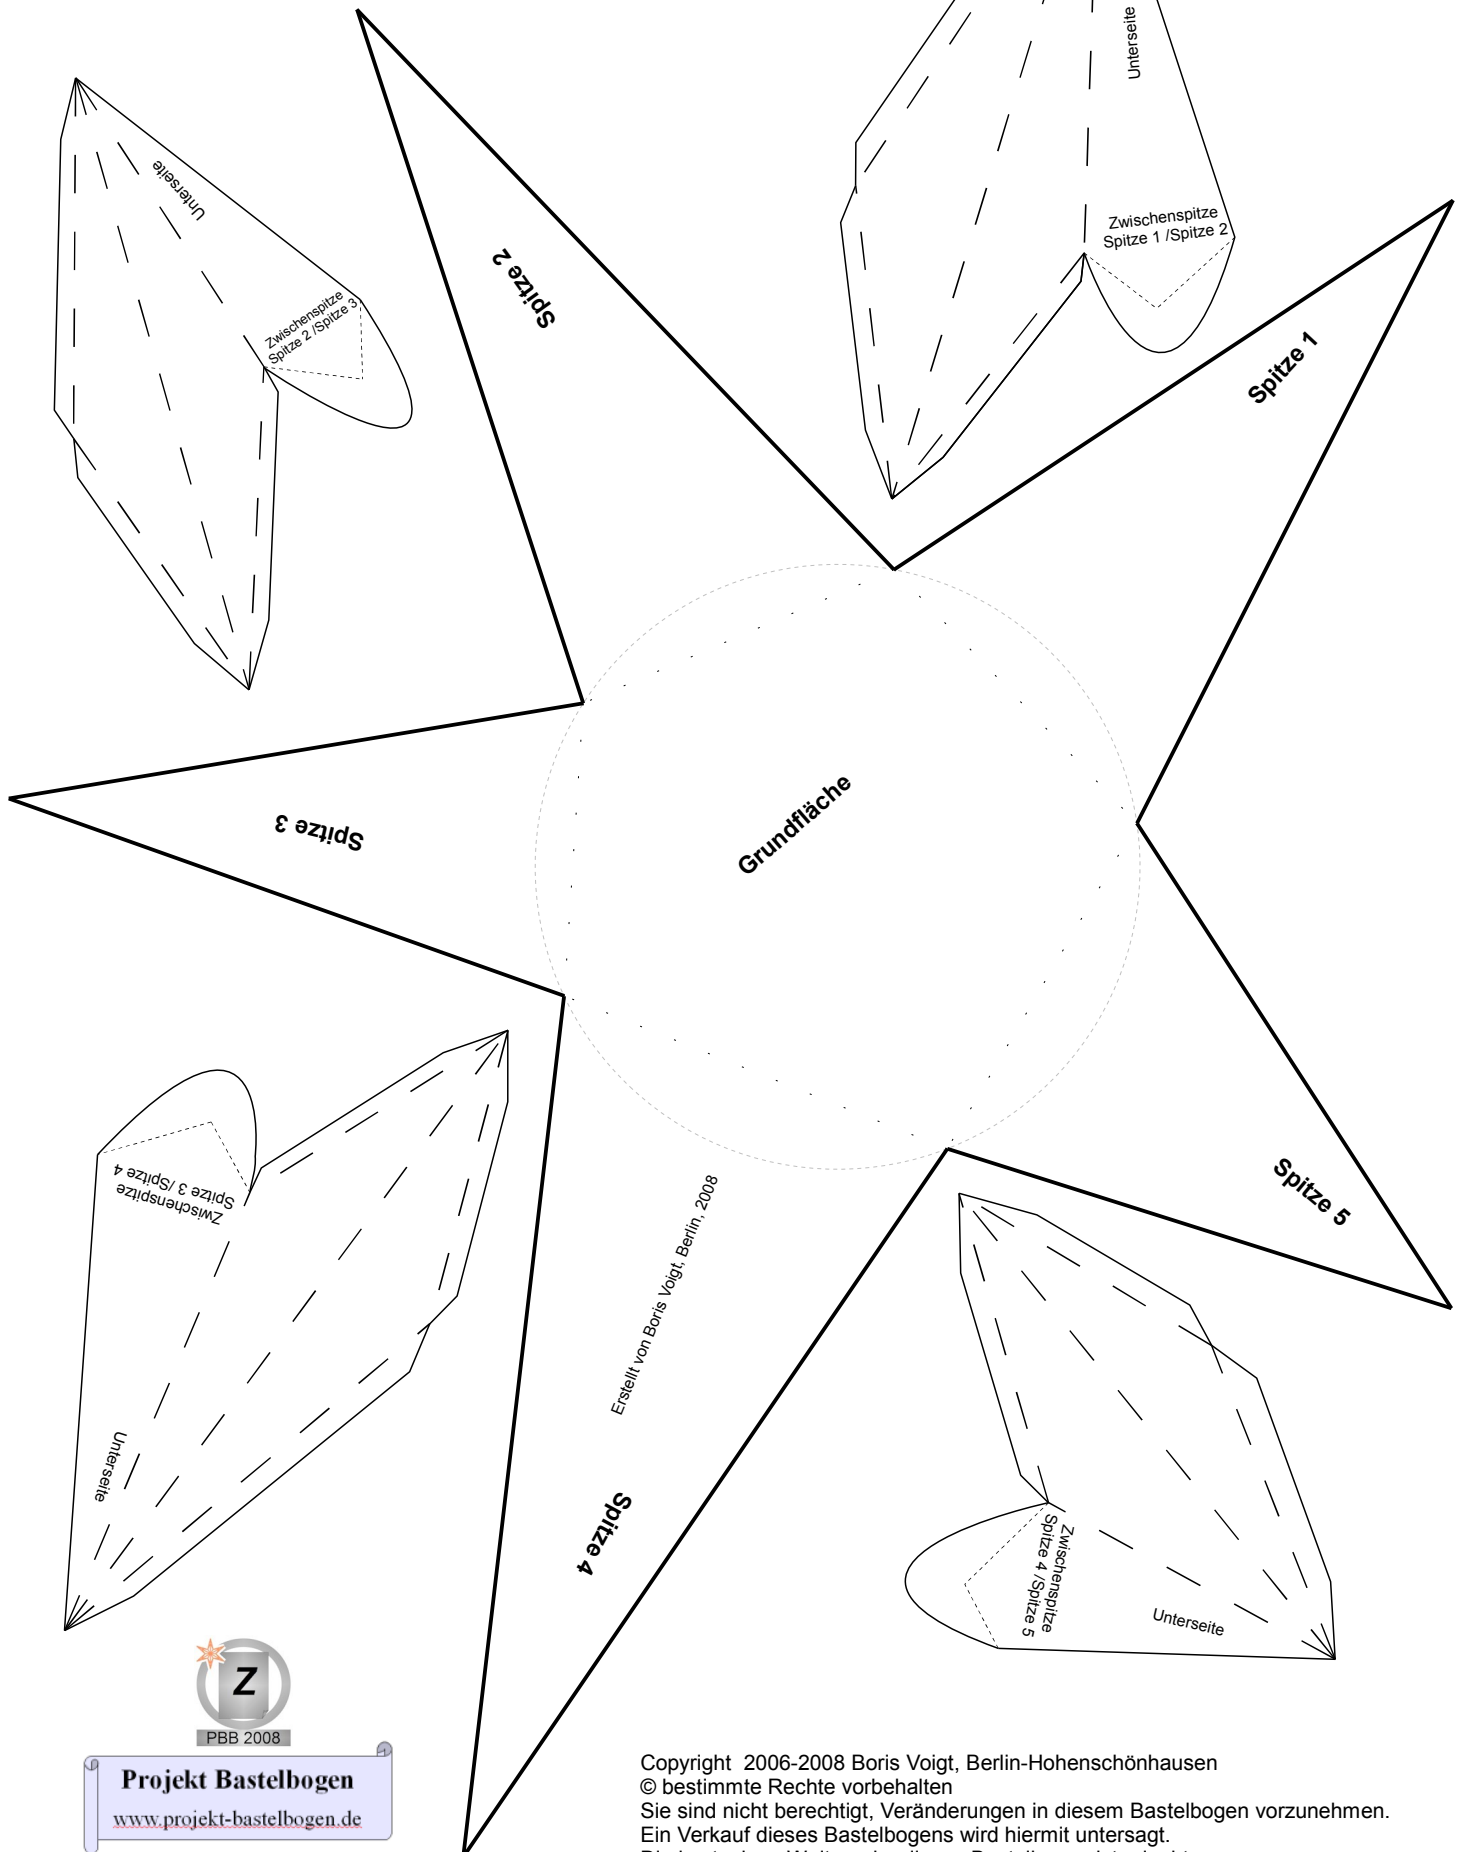 Unterseite
Zwischenspitze
Spitze 1 /Spitze 2
Unterseite
Zwischenspitze
Spitze 2 /Spitze 3
Spitze 2
Spitze 1
Spitze 3
Grundfläche
Zwischenspitze
Spitze 3 / Spitze 4
Unterseite
Erstellt von Boris Voigt, Berlin, 2008
Spitze 4
Spitze 5
Zwischenspitze
Spitze 4 /Spitze 5
Unterseite
Z
PBB 2008
Projekt Bastelbogen
www.projekt-bastelbogen.de
Copyright 2006-2008 Boris Voigt, Berlin-Hohenschönhausen
© bestimmte Rechte vorbehalten
Sie sind nicht berechtigt, Veränderungen in diesem Bastelbogen vorzunehmen.
Ein Verkauf dieses Bastelbogens wird hiermit untersagt.